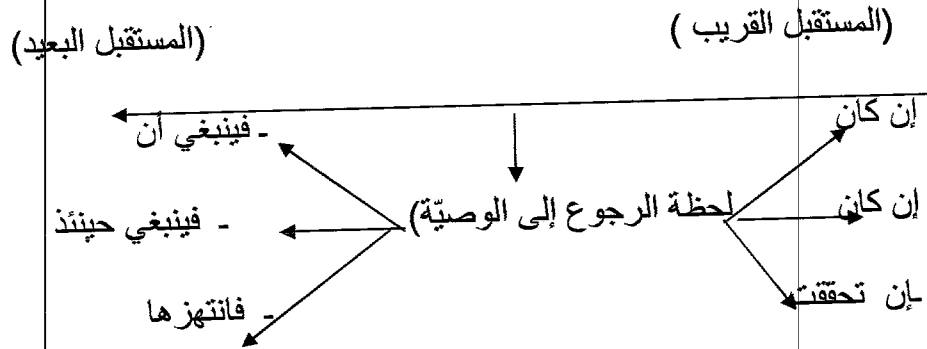 (المستقبل القريب ) (المستقبل البعيد)
إن كان - فينبغي أن
إن كان لحظة الرجوع إلى الوصيّة) - فينبغي حينئذ
-إن تحققت - فانتهزها